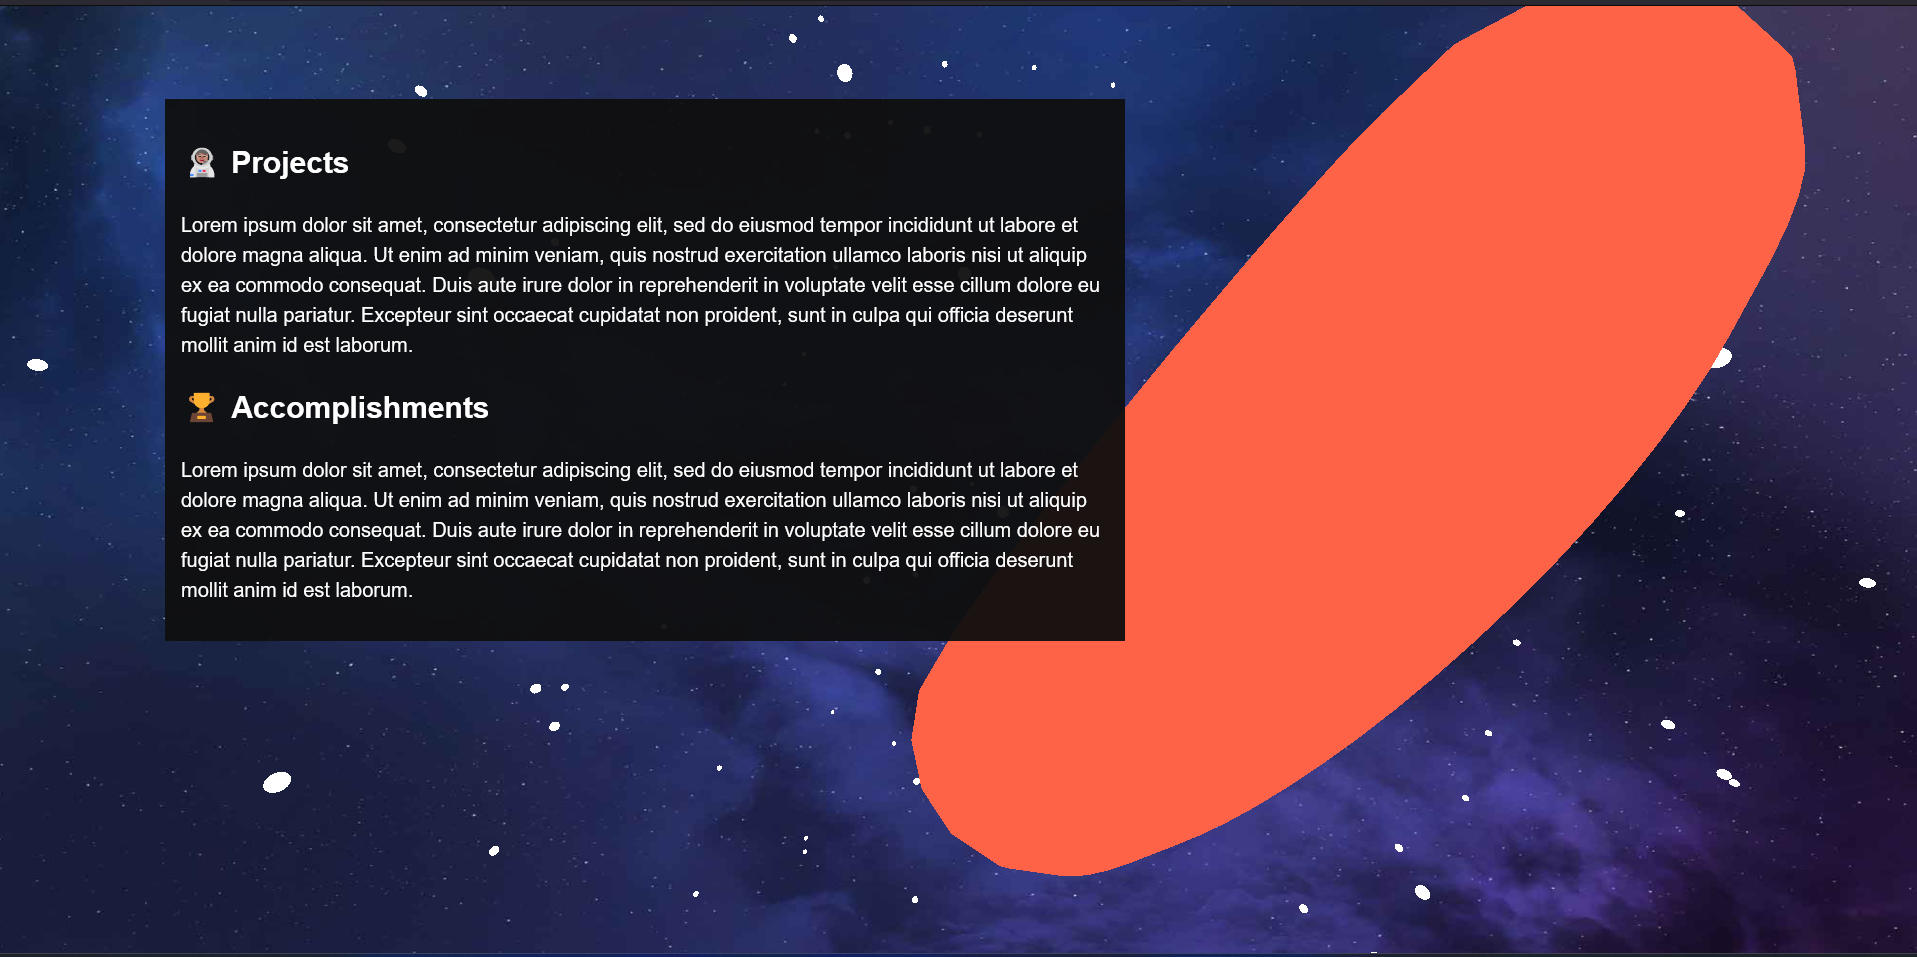 Projects
Lorem ipsum dolor sit amet, consectetur adipiscing elit, sed do eiusmod tempor incididunt ut labore et
dolore magna aliqua. Ut enim ad minim veniam, quis nostrud exercitation ullamco laboris nisi ut aliquip
ex ea commodo consequat. Duis aute irure dolor in reprehenderit in voluptate velit esse cillum dolore eu
fugiat nulla pariatur. Excepteur sint occaecat cupidatat non proident, sunt in culpa qui officia deserunt
mollit anim id est laborum.
Accomplishments
Lorem ipsum dolor sit amet, consectetur adipiscing elit, sed do eiusmod tempor incididunt ut labore et
dolore magna aliqua. Ut enim ad minim veniam, quis nostrud exercitation ullamco laboris nisi ut aliquip
ex ea commodo consequat. Duis aute irure dolor in reprehenderit in voluptate velit esse cillum dolore eu
fugiat nulla pariatur. Excepteur sint occaecat cupidatat non proident, sunt in culpa qui officia deserunt
mollit anim id est laborum.